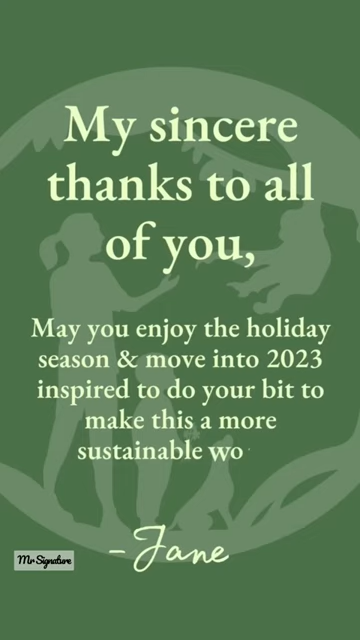 My sincere
thanks to all
of you,
May you enjoy the holiday
season & move into 2023
inspired to do your bit to
make this a more
sustainable wo
- Jane
Mr Signature